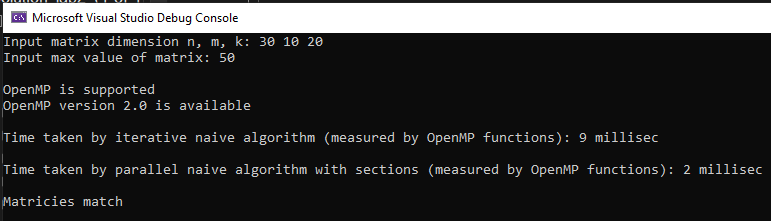 Microsoft Visual Studio Debug Console
Input matrix dimension n, m, k: 30 10 20
Input max value of matrix: 50
OpenMP is supported
OpenMP version 2.0 is available
Time taken by iterative naive algorithm (measured by OpenMP functions): 9 millisec
Time taken by parallel naive algorithm with sections (measured by OpenMP functions): 2 millisec
Matricies match